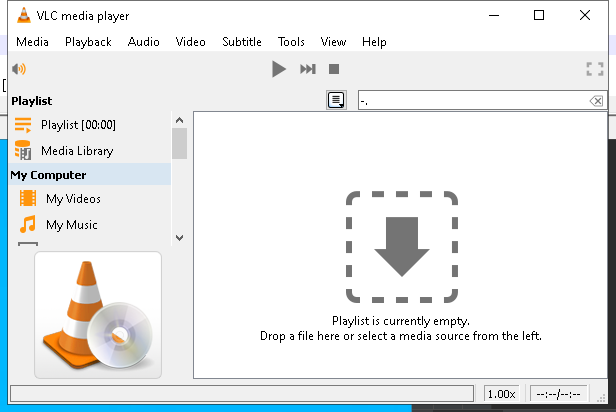 VLC media player
Media Playback Audio Video Subtitle Tools View Help
Playlist
-.
Playlist [00:00]
Media Library
My Computer
My Videos
My Music
Playlist is currently empty.
Drop a file here or select a media source from the left.
1.00x
--:--/--:--